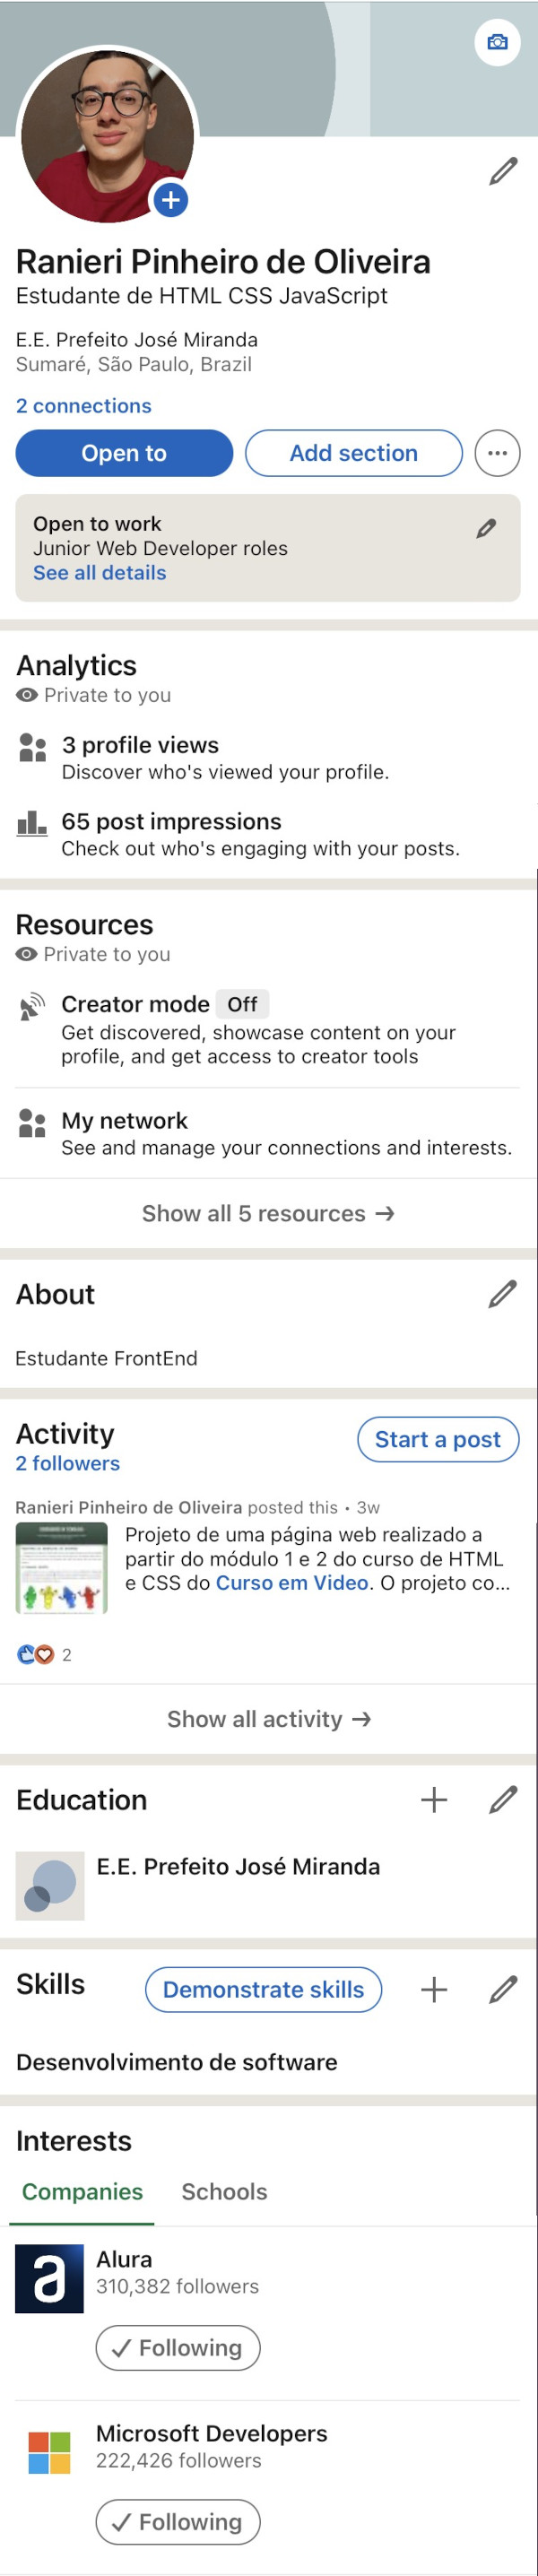 Ranieri Pinheiro de Oliveira
Estudante de HTML CSS JavaScript
E.E. Prefeito José Miranda
Sumaré, São Paulo, Brazil
2 connections
Open to
Add section
Open to work
Junior Web Developer roles
See all details
Analytics
Private to you
3 profile views
Discover who's viewed your profile.
65 post impressions
Check out who's engaging with your posts.
Resources
Private to you
Creator mode Off
Get discovered, showcase content on your
profile, and get access to creator tools
My network
See and manage your connections and interests.
Show all 5 resources →
About
Estudante FrontEnd
Activity
Start a post
2 followers
Ranieri Pinheiro de Oliveira posted this • 3w
Projeto de uma página web realizado a
partir do módulo 1 e 2 do curso de HTML
e CSS do Curso em Video. O projeto co...
2
Show all activity →
Education
E.E. Prefeito José Miranda
Skills
Demonstrate skills
Desenvolvimento de software
Interests
Companies
Schools
a
Alura
310,382 followers
✓ Following
Microsoft Developers
222,426 followers
✓ Following